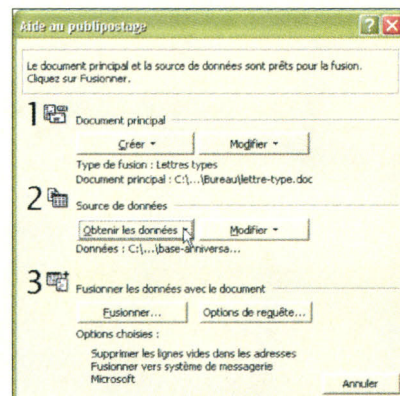 Aide au publipostage
Le document principal et la source de données sont prêts pour la fusion.
Cliquez sur Fusionner.
1 Document principal
Créer Modifier
Type de fusion : Lettres types
Document principal : C:\...\Bureau\lettre-type.doc
2 Source de données
Obtenir les données Modifier
Données : C:\...\base-anniversa...
3 Fusionner les données avec le document
Fusionner... Options de requête...
Options choisies :
Supprimer les lignes vides dans les adresses
Fusionner vers système de messagerie
Microsoft
Annuler